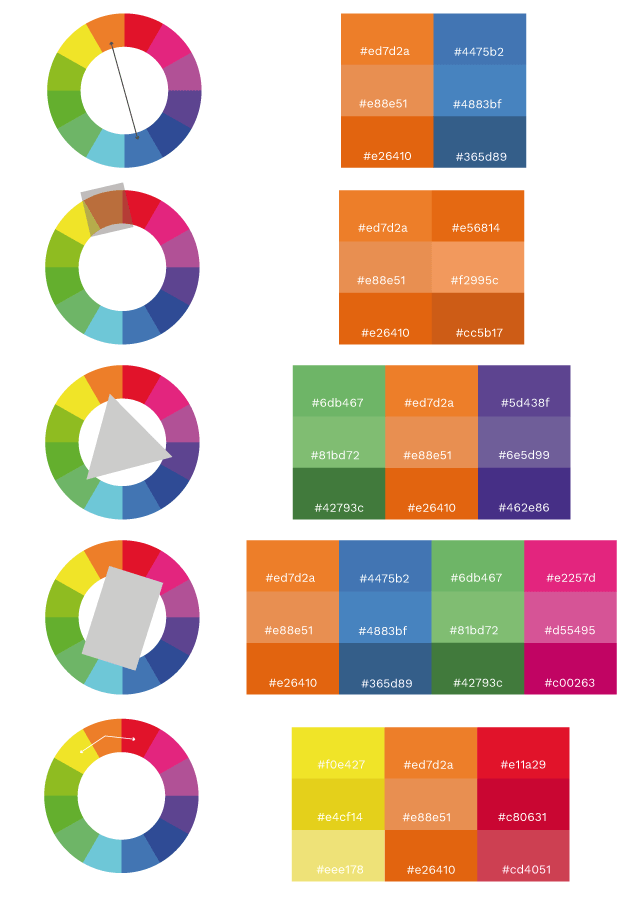 #ed7d2a #4475b2
#e88e51 #4883bf
#e26410 #365d89
#ed7d2a #e56814
#e88e51 #f2995c
#e26410 #cc5b17
#6db467 #ed7d2a #5d438f
#81bd72 #e88e51 #6e5d99
#42793c #e26410 #462e86
#ed7d2a #4475b2 #6db467 #e2257d
#e88e51 #4883bf #81bd72 #d55495
#e26410 #365d89 #42793c #c00263
#f0e427 #ed7d2a #e11a29
#e4cf14 #e88e51 #c80631
#eee178 #e26410 #cd4051